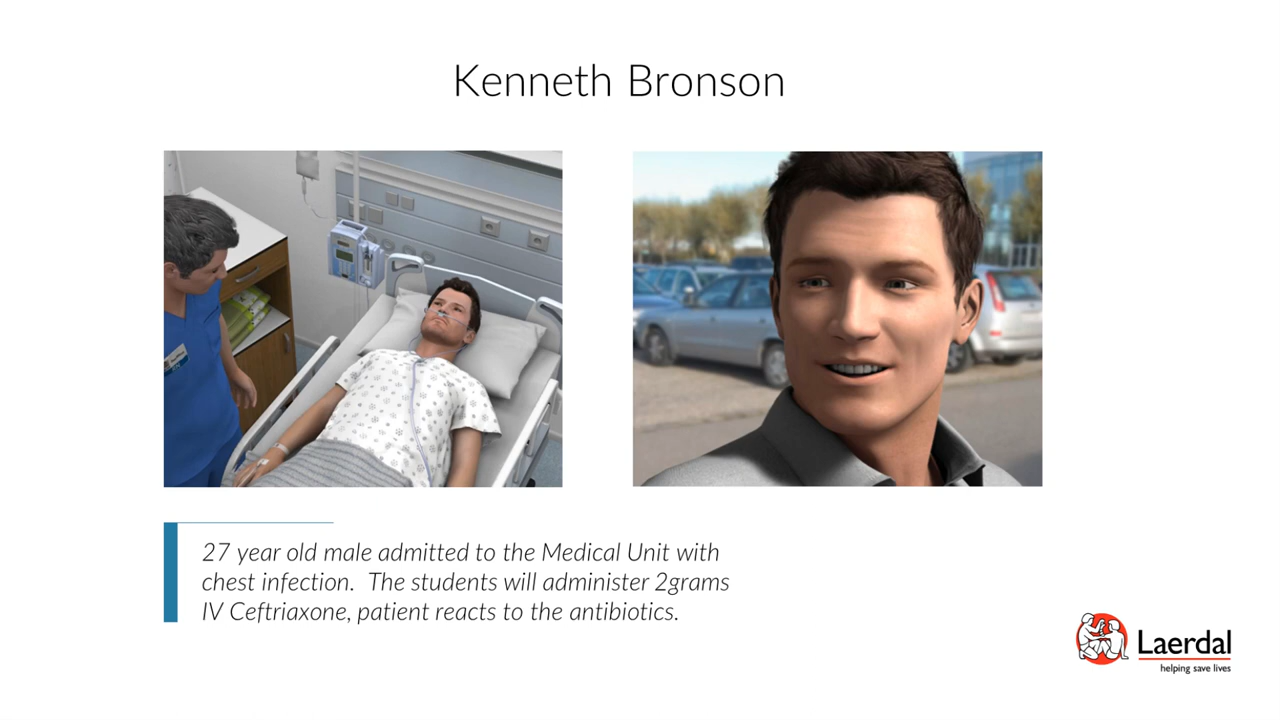 Kenneth Bronson
27 year old male admitted to the Medical Unit with
chest infection.  The students will administer 2grams
IV Ceftriaxone, patient reacts to the antibiotics.
Laerdal
helping save lives